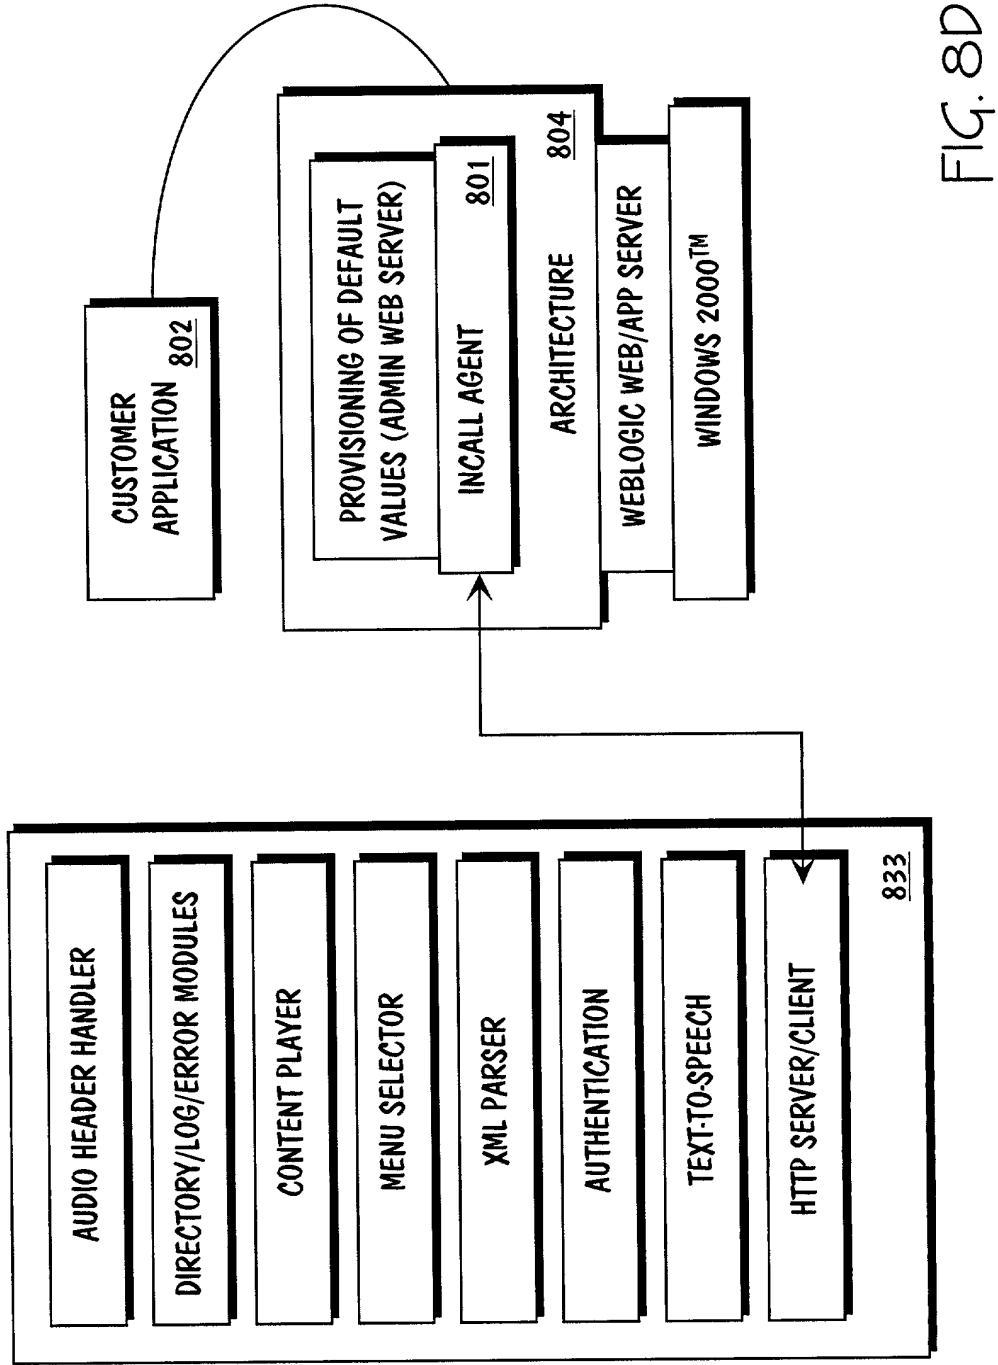 AUDIO HEADER HANDLER
DIRECTORY/LOG/ERROR MODULES
CONTENT PLAYER
MENU SELECTOR
XML PARSER
AUTHENTICATION
TEXT-TO-SPEECH
HTTP SERVER/CLIENT
833
CUSTOMER
APPLICATION 802
PROVISIONING OF DEFAULT
VALUES (ADMIN WEB SERVER)
INCALL AGENT 801
ARCHITECTURE 804
WEBLOGIC WEB/APP SERVER
WINDOWS 2000™
FIG. 8D